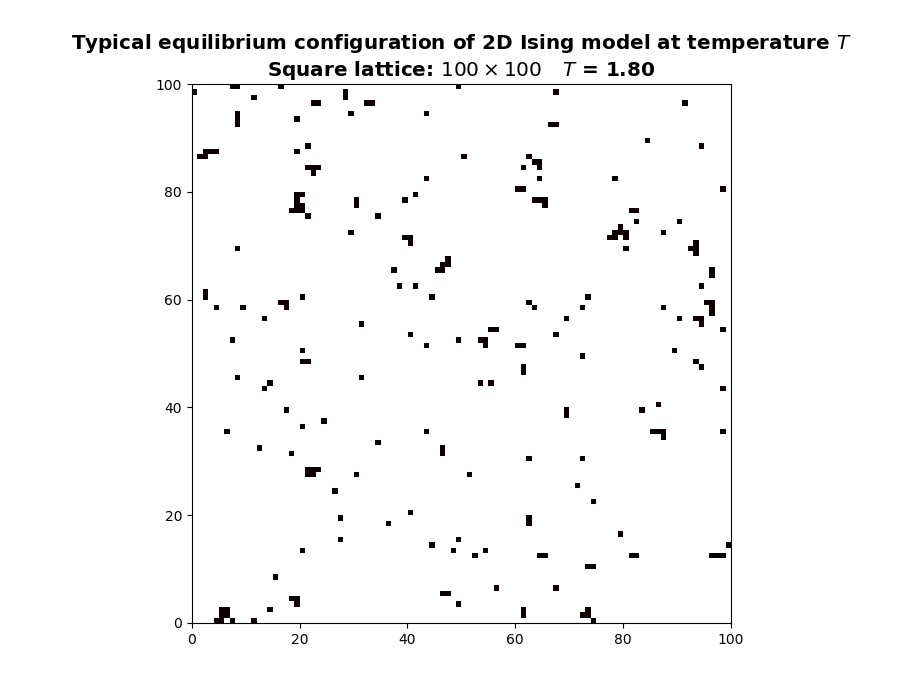 Typical equilibrium configuration of 2D Ising model at temperature T
Square lattice: 100 × 100 T = 1.80
100
80
60
40
20
0
0 20 40 60 80 100